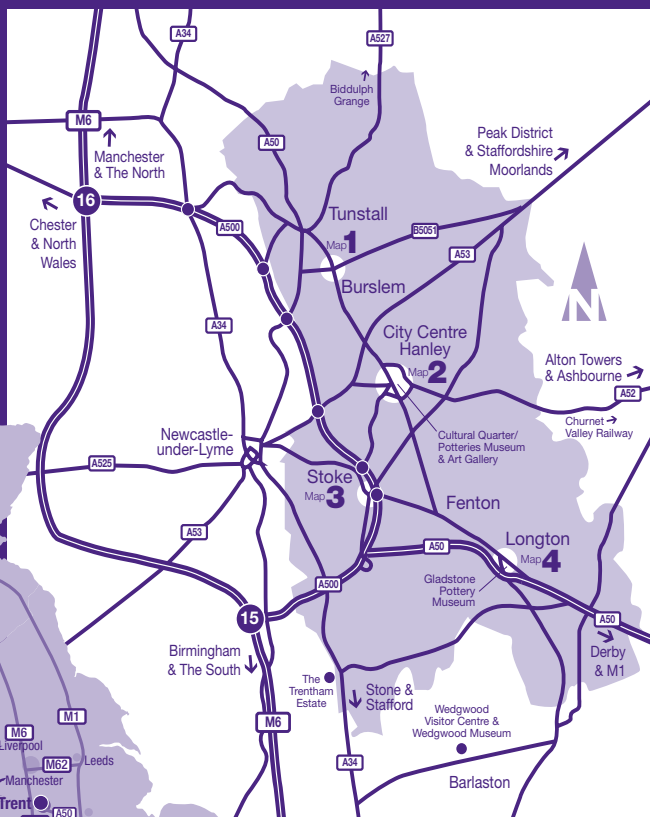 A34
A527
Biddulph
Grange
M6
A50
Peak District
& Staffordshire
Moorlands
Manchester
& The North
16
Chester
& North
Wales
Tunstall
A500
B5051
Map 1
A53
Burslem
N
A34
City Centre
Hanley
Map 2
Alton Towers
& Ashbourne
A52
Churnet
Valley Railway
Newcastle-
under-Lyme
Cultural Quarter/
Potteries Museum
& Art Gallery
A525
Stoke
Map 3
Fenton
A53
A50
Longton
Map 4
Gladstone
Pottery
Museum
A500
15
A50
Birmingham
& The South
Derby
& M1
The
Trentham
Estate
Stone &
Stafford
Wedgwood
Visitor Centre &
Wedgwood Museum
M1
M6
M6
Liverpool
M62
Leeds
A34
Manchester
Barlaston
Trent
A50